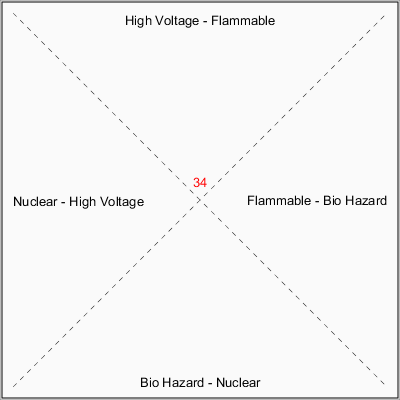 High Voltage - Flammable
34
Nuclear - High Voltage
Flammable - Bio Hazard
Bio Hazard - Nuclear